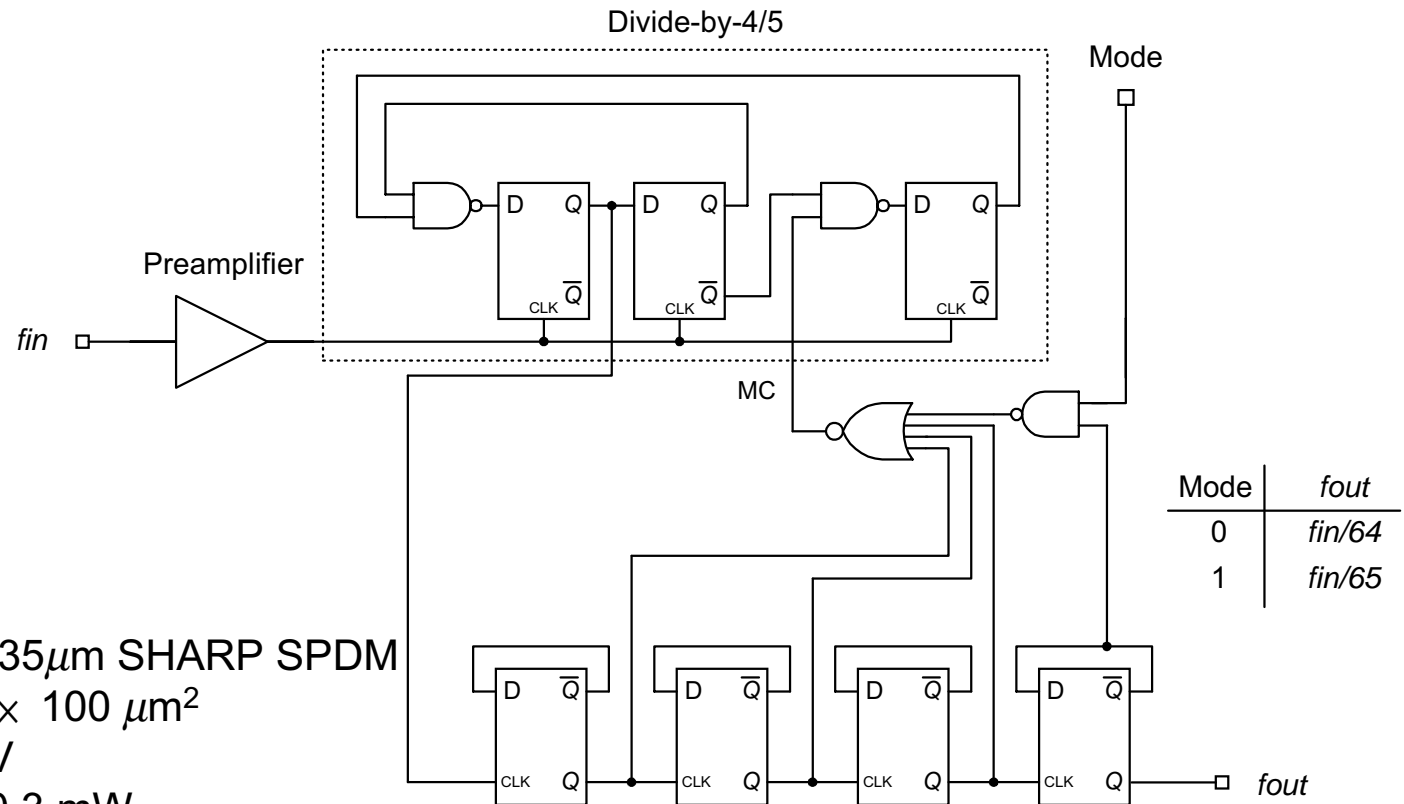 Divide-by-4/5
Mode
D Q D Q D Q
Preamplifier
Q̅ Q̅ Q̅
CLK CLK CLK
fin
MC
Mode fout
0 fin/64
1 fin/65
35μm SHARP SPDM
× 100 μm²
D Q̅ D Q̅ D Q̅ D Q̅
CLK Q CLK Q CLK Q CLK Q
fout